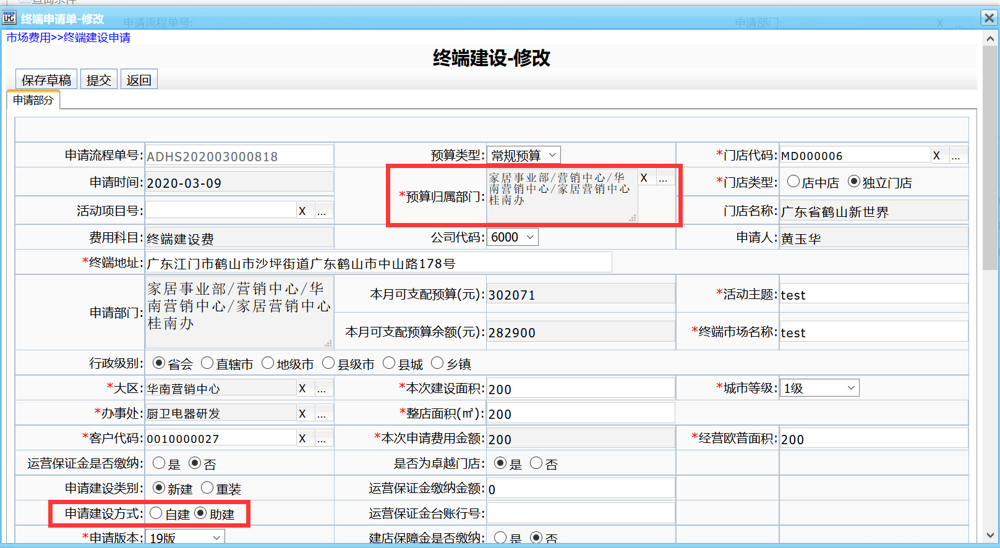 查询条件
终端申请单-修改
申请流程单号: 申请部门: X ...
市场费用>>终端建设申请
终端建设-修改
保存草稿 提交 返回
申请部分
申请流程单号: ADHS202003000818 预算类型: 常规预算 *门店代码: MD000006 X ...
申请时间: 2020-03-09 *预算归属部门: 家居事业部/营销中心/华南营销中心/家居营销中心桂南办 X ... *门店类型: 店中店 独立门店
活动项目号: X ... 门店名称: 广东省鹤山新世界
费用科目: 终端建设费 公司代码: 6000 申请人: 黄玉华
*终端地址: 广东江门市鹤山市沙坪街道广东鹤山市中山路178号
申请部门: 家居事业部/营销中心/华南营销中心/家居营销中心桂南办 本月可支配预算(元): 302071 *活动主题: test
本月可支配预算余额(元): 282900 *终端市场名称: test
行政级别: 省会 直辖市 地级市 县级市 县城 乡镇
*大区: 华南营销中心 X ... *本次建设面积: 200 *城市等级: 1级
*办事处: 厨卫电器研发 X ... *整店面积(㎡): 200
*客户代码: 0010000027 X ... *本次申请费用金额: 200 *经营欧普面积: 200
运营保证金是否缴纳: 是 否 是否为卓越门店: 是 否
申请建设类别: 新建 重装 运营保证金缴纳金额: 0
申请建设方式: 自建 助建 运营保证金台账行号:
*申请版本: 19版 建店保障金是否缴纳: 是 否